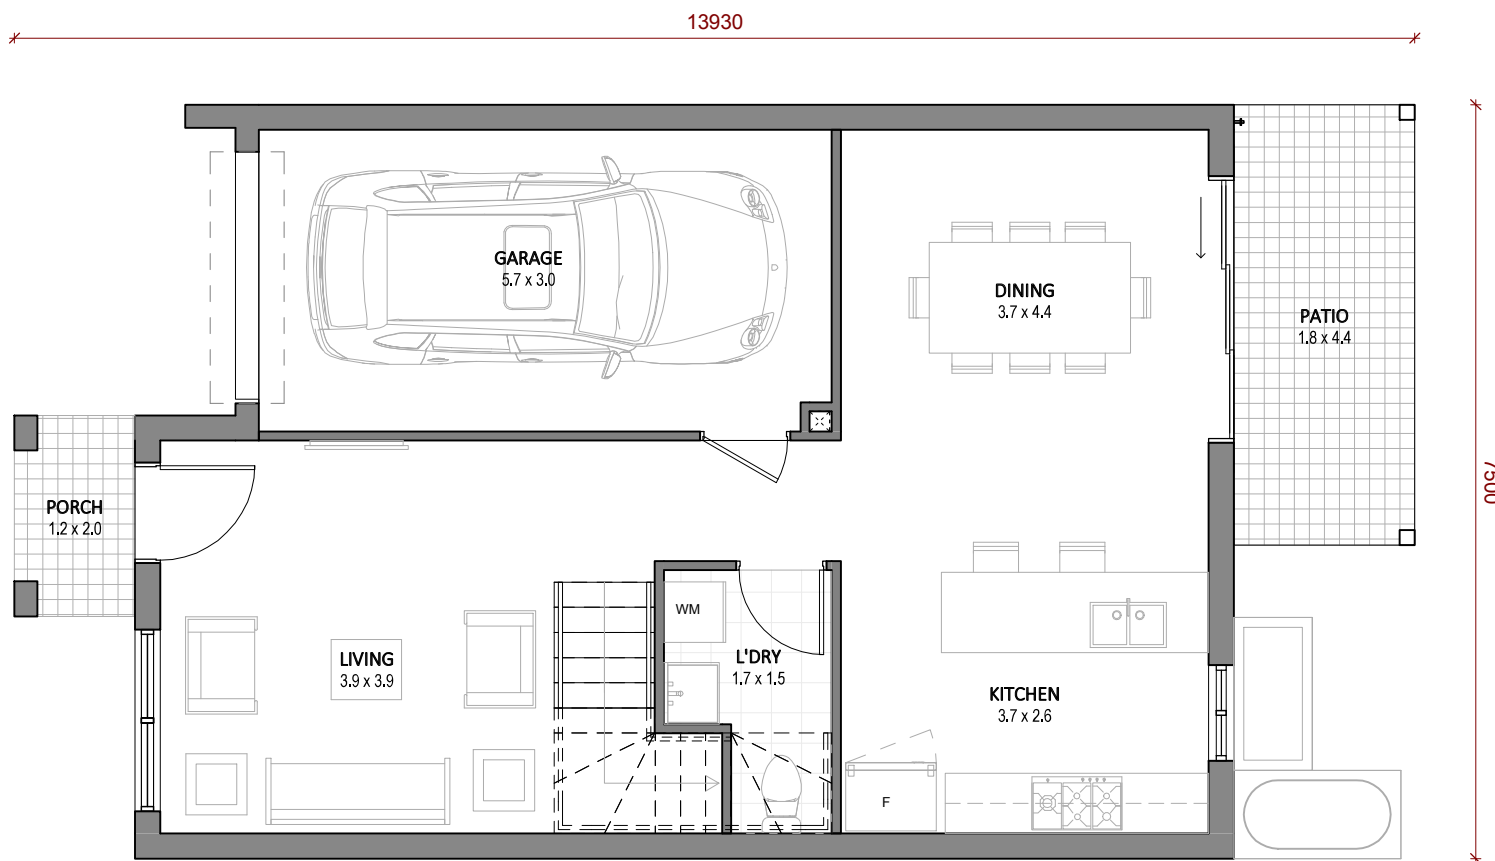 13930
GARAGE
5.7 x 3.0
DINING
3.7 x 4.4
PATIO
1.8 x 4.4
7500
PORCH
1.2 x 2.0
WM
LIVING
3.9 x 3.9
L'DRY
1.7 x 1.5
KITCHEN
3.7 x 2.6
F